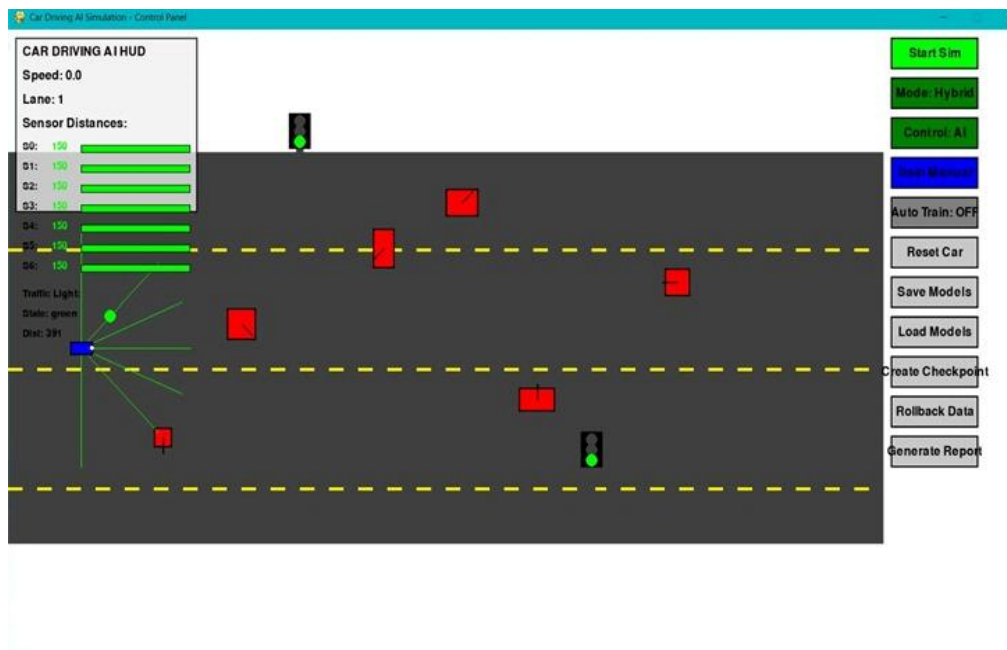 Car Driving AI Simulation - Control Panel
CAR DRIVING AI HUD
Speed: 0.0
Lane: 1
Sensor Distances:
S0: 150
S1: 150
S2: 150
S3: 150
S4: 150
S5: 150
S6: 150
Traffic Light:
State: green
Dist: 391
Start Sim
Mode: Hybrid
Control: AI
Train Manual
Auto Train: OFF
Reset Car
Save Models
Load Models
Create Checkpoint
Rollback Data
Generate Report